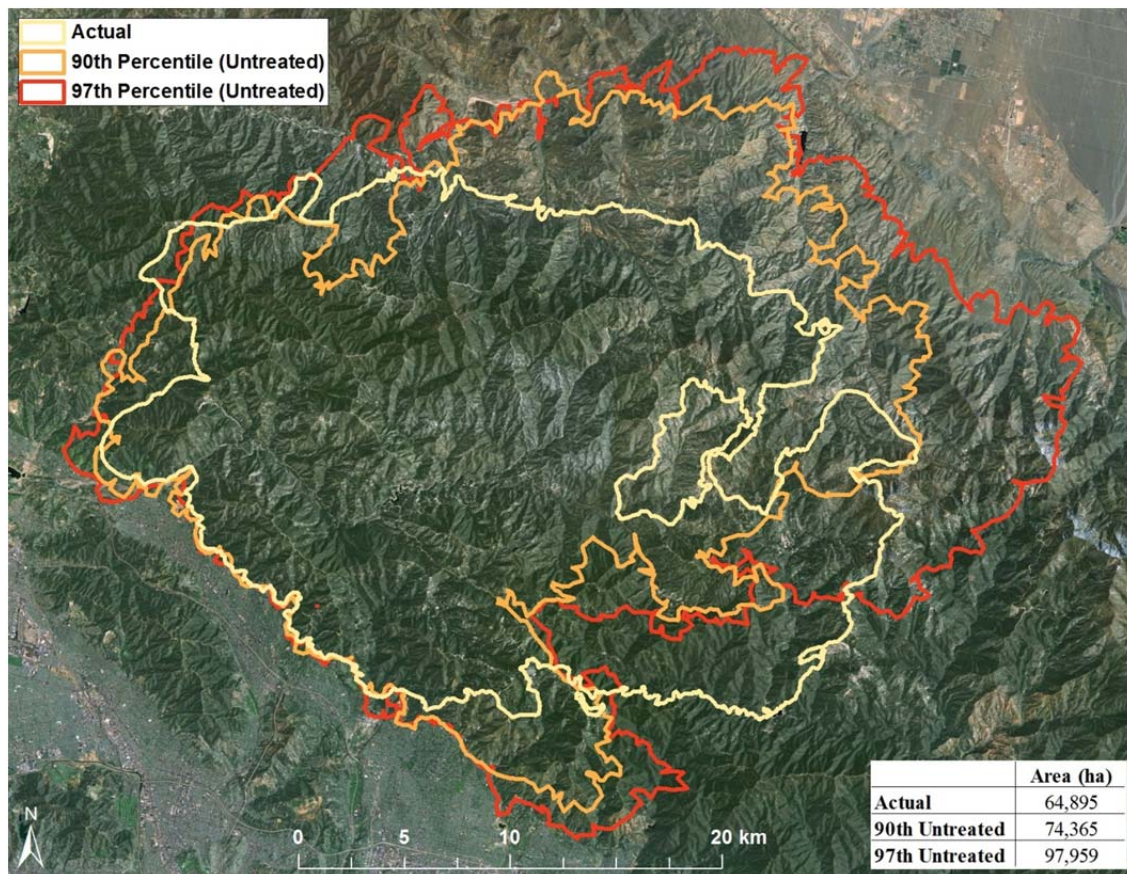 Actual
90th Percentile (Untreated)
97th Percentile (Untreated)
N
0 5 10 20 km
Area (ha)
Actual 64,895
90th Untreated 74,365
97th Untreated 97,959